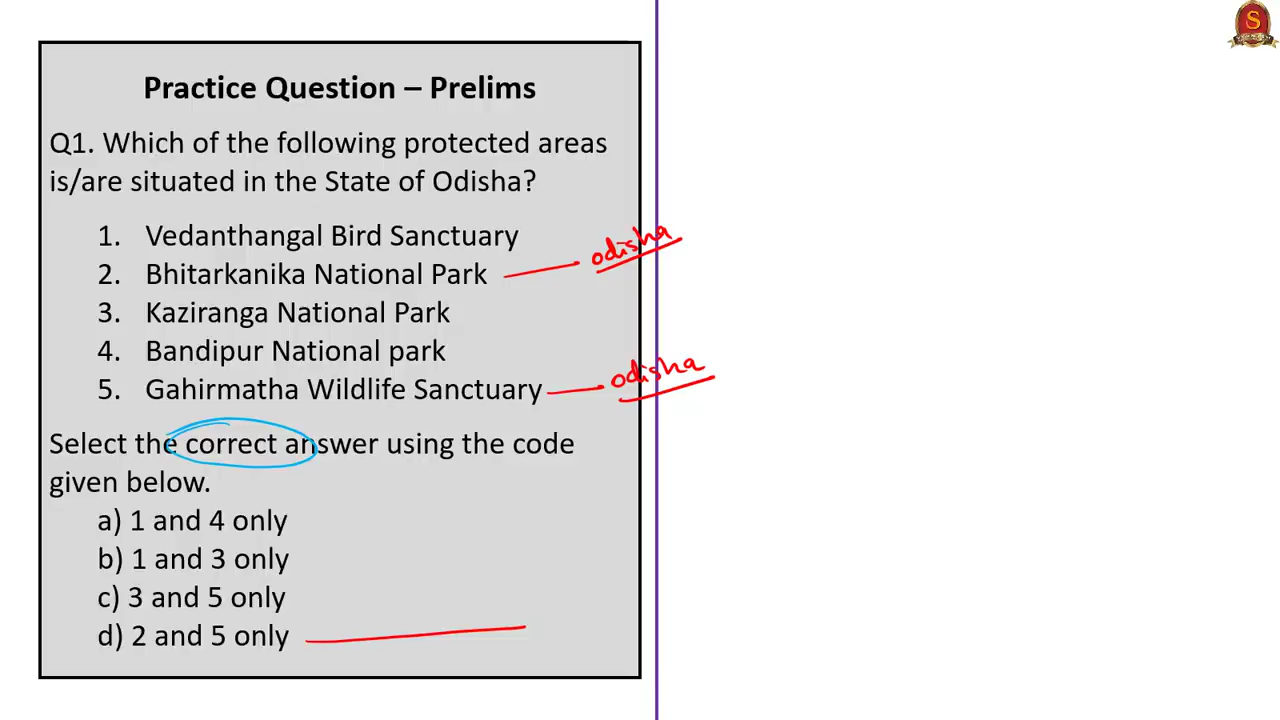 Practice Question – Prelims
Q1. Which of the following protected areas
is/are situated in the State of Odisha?
1. Vedanthangal Bird Sanctuary
odisha
2. Bhitarkanika National Park
3. Kaziranga National Park
4. Bandipur National park
odisha
5. Gahirmatha Wildlife Sanctuary
Select the correct answer using the code
given below.
a) 1 and 4 only
b) 1 and 3 only
c) 3 and 5 only
d) 2 and 5 only
S